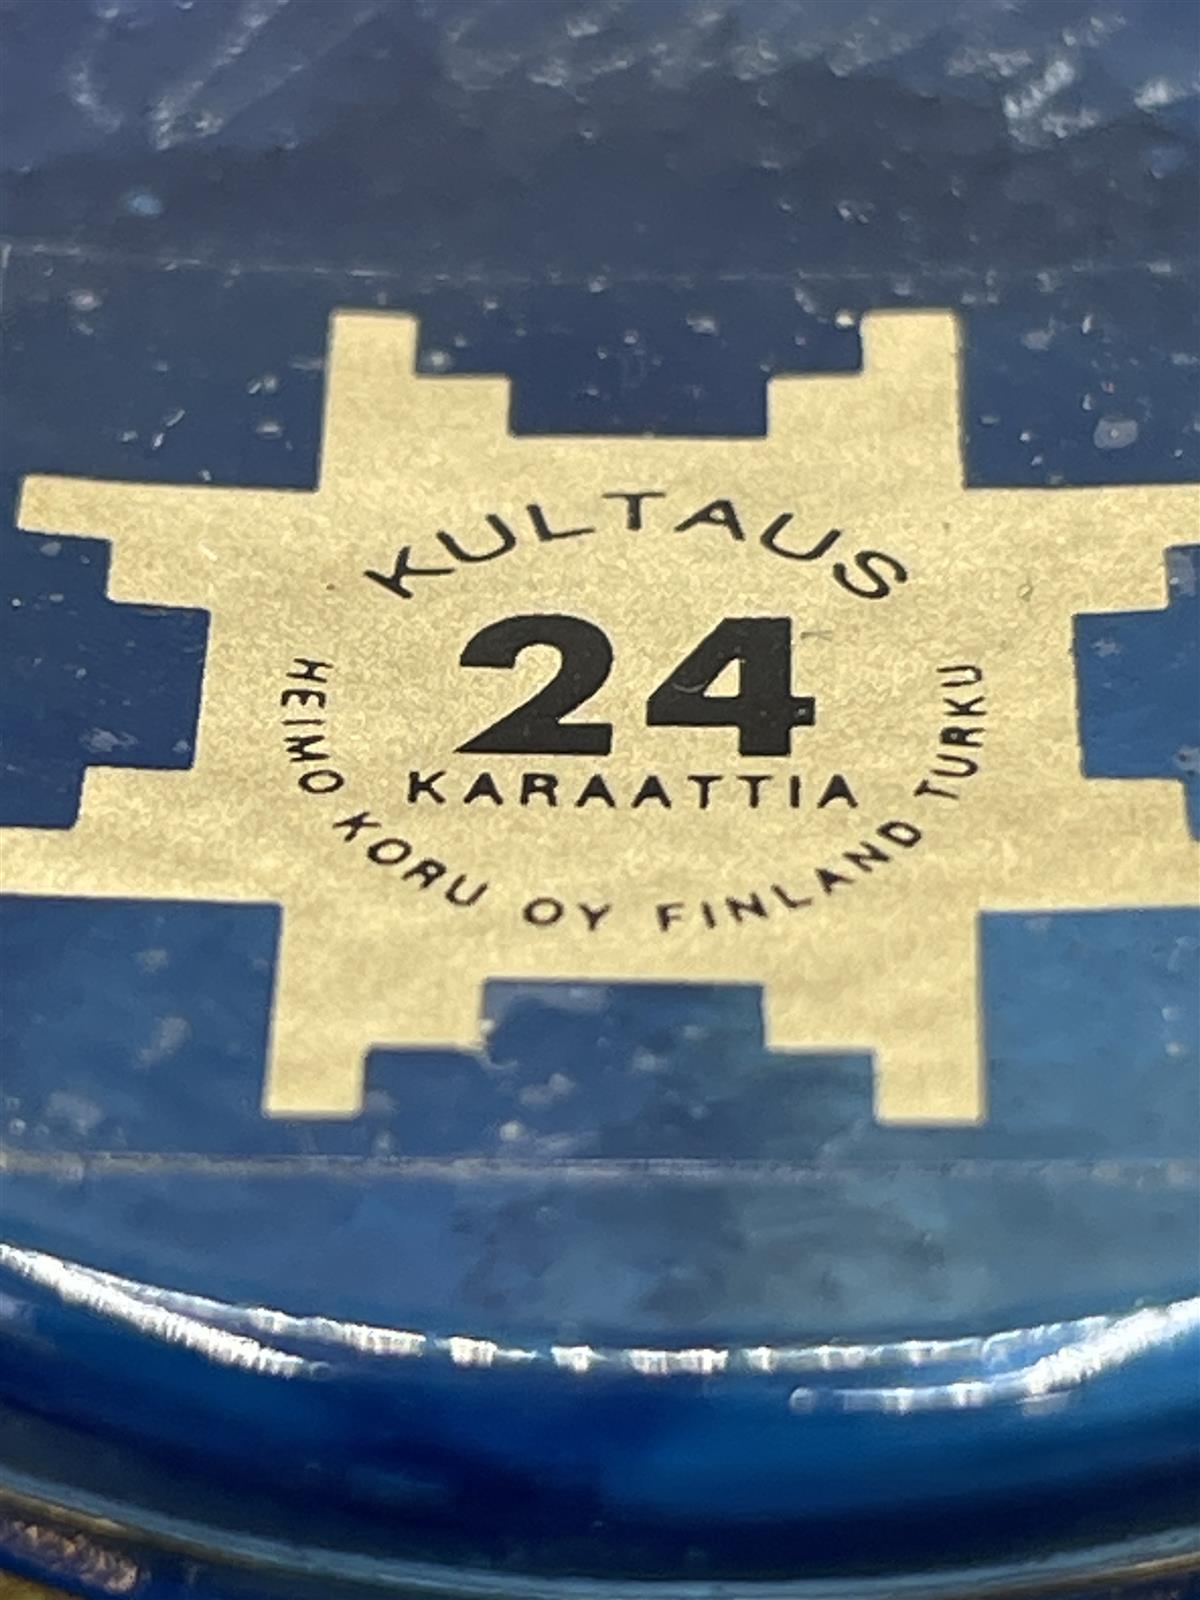 KULTAUS
24
KARAATTIA
HEIMO KORU OY FINLAND TURKU